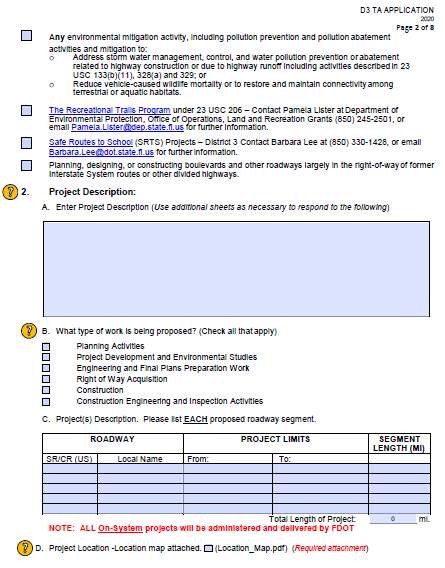 D3 TA APPLICATION
2020
Page 2 of 8
Any environmental mitigation activity, including pollution prevention and pollution abatement
activities and mitigation to:
o Address storm water management, control, and water pollution prevention or abatement
related to highway construction or due to highway runoff including activities described in 23
USC 133(b)(11), 328(a) and 329; or
o Reduce vehicle-caused wildlife mortality or to restore and maintain connectivity among
terrestrial or aquatic habitats.
The Recreational Trails Program under 23 USC 206 – Contact Pamela Lister at Department of
Environmental Protection, Office of Operations, Land and Recreation Grants (850) 245-2501, or
email Pamela.Lister@dep.state.fl.us for further information.
Safe Routes to School (SRTS) Projects – District 3 Contact Barbara Lee at (850) 330-1428, or email
Barbara.Lee@dot.state.fl.us for further information.
Planning, designing, or constructing boulevards and other roadways largely in the right-of-way of former
Interstate System routes or other divided highways.
? 2. Project Description:
A. Enter Project Description (Use additional sheets as necessary to respond to the following)
? B. What type of work is being proposed? (Check all that apply)
Planning Activities
Project Development and Environmental Studies
Engineering and Final Plans Preparation Work
Right of Way Acquisition
Construction
Construction Engineering and Inspection Activities
C. Project(s) Description. Please list EACH proposed roadway segment.
ROADWAY PROJECT LIMITS SEGMENT
LENGTH (MI)
SR/CR (US) Local Name From: To:
Total Length of Project: 0 mi.
NOTE: ALL On-System projects will be administered and delivered by FDOT
? D. Project Location -Location map attached. (Location_Map.pdf) (Required attachment)